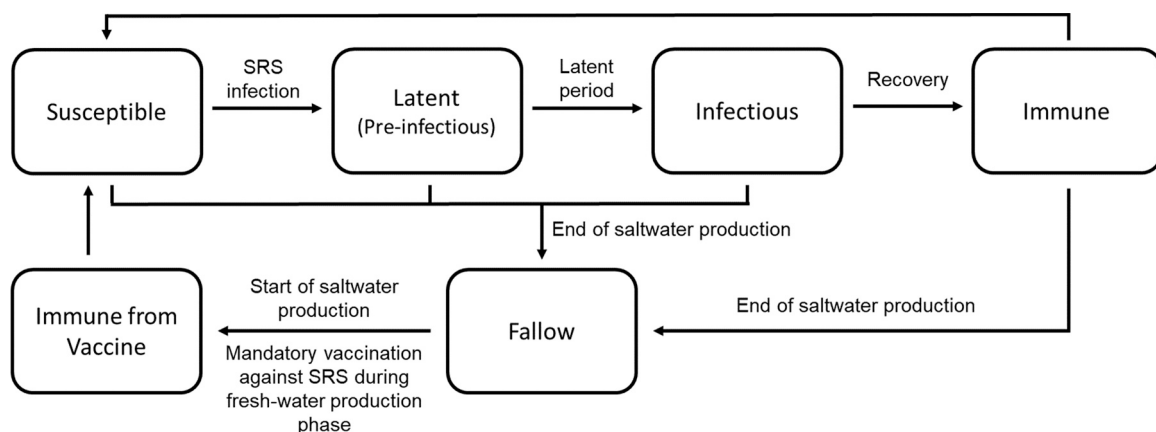 Susceptible
SRS
infection
Latent
(Pre-infectious)
Latent
period
Infectious
Recovery
Immune
End of saltwater production
Immune from
Vaccine
Start of saltwater
production
Mandatory vaccination
against SRS during
fresh-water production
phase
Fallow
End of saltwater production